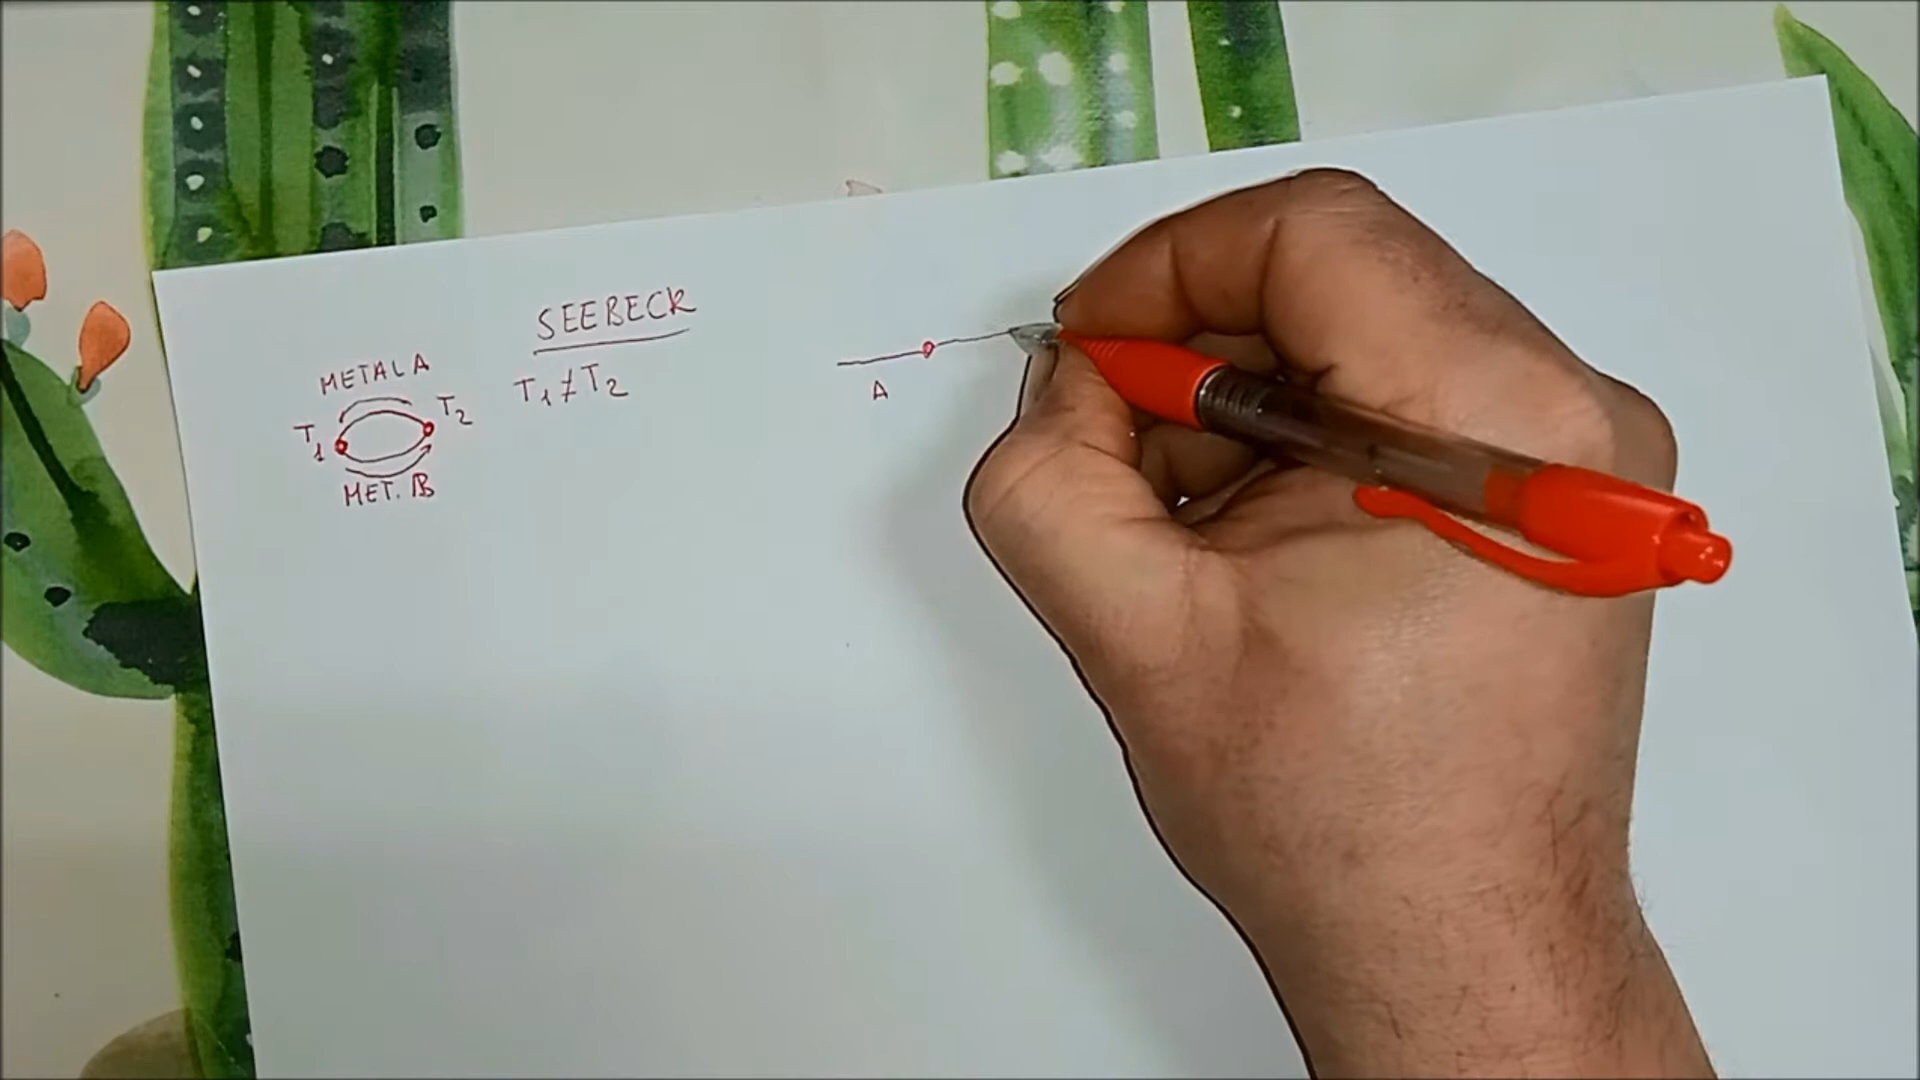 SEEBECK
METAL A
T1 ≠ T2
T1
T2
MET. B
A